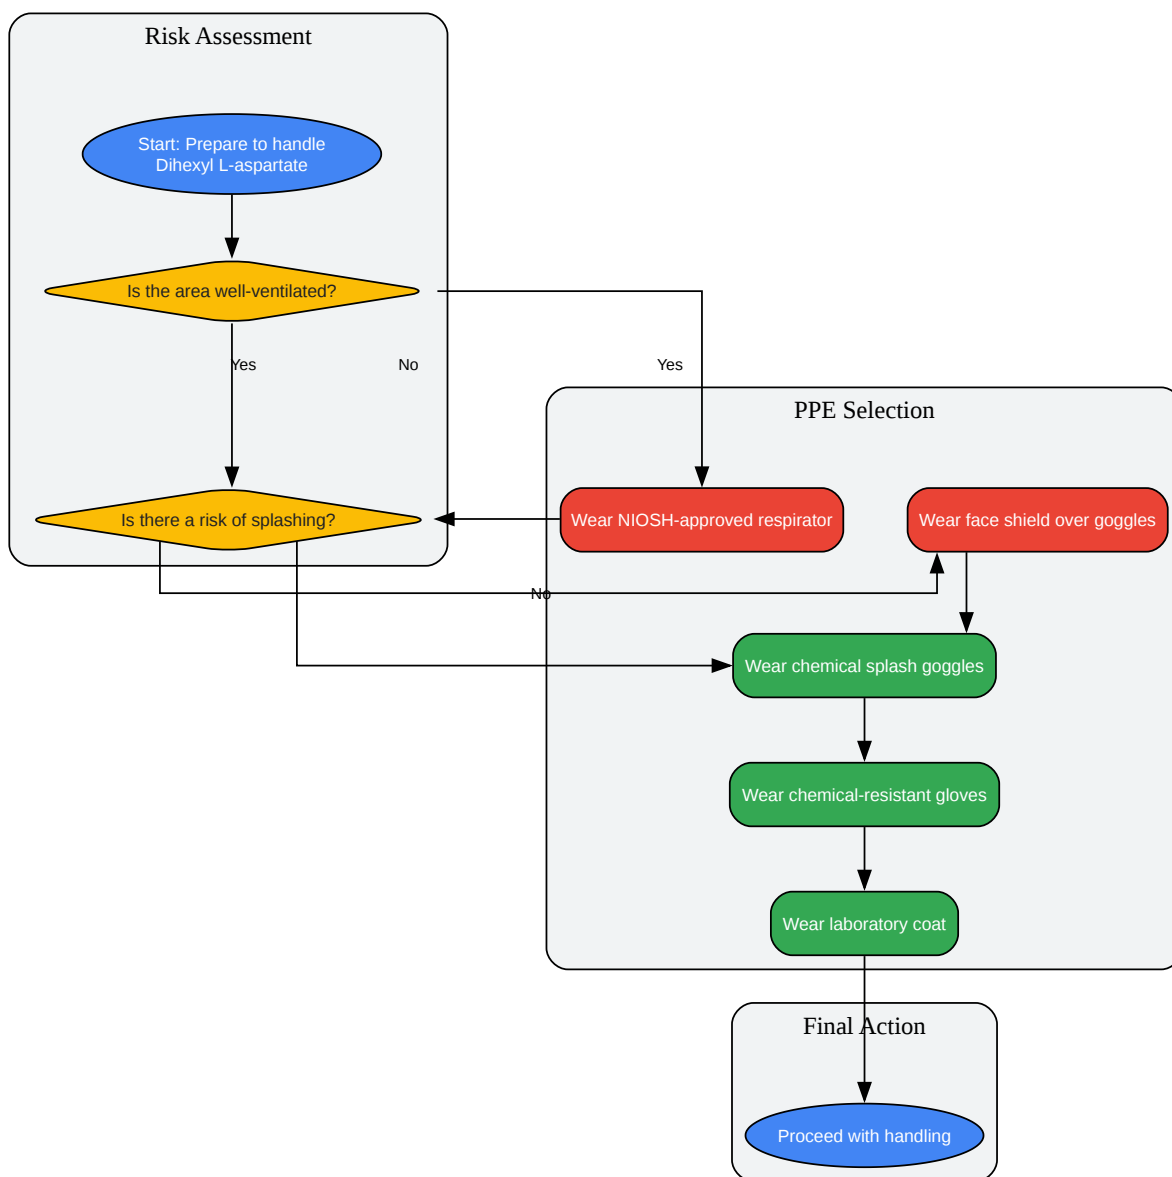 Risk Assessment
Start: Prepare to handle
Dihexyl L-aspartate
Is the area well-ventilated?
Yes
No
Yes
PPE Selection
Is there a risk of splashing?
Wear NIOSH-approved respirator
Wear face shield over goggles
No
Wear chemical splash goggles
Wear chemical-resistant gloves
Wear laboratory coat
Final Action
Proceed with handling